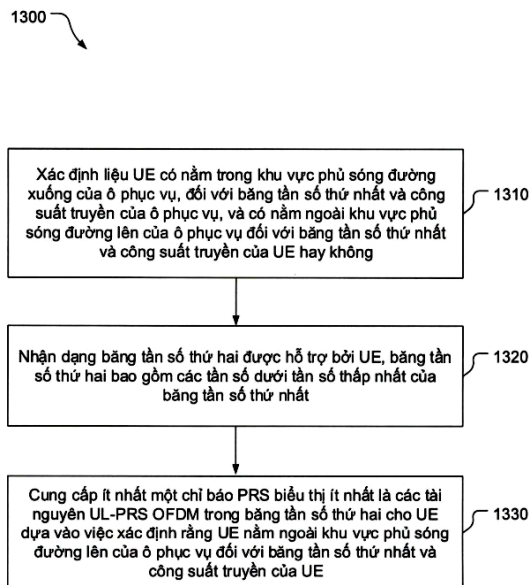 1300
Xác định liệu UE có nằm trong khu vực phủ sóng đường
xuống của ô phục vụ, đối với băng tần số thứ nhất và công
suất truyền của ô phục vụ, và có nằm ngoài khu vực phủ
sóng đường lên của ô phục vụ đối với băng tần số thứ nhất
và công suất truyền của UE hay không
1310
Nhận dạng băng tần số thứ hai được hỗ trợ bởi UE, băng tần
số thứ hai bao gồm các tần số dưới tần số thấp nhất của
băng tần số thứ nhất
1320
Cung cấp ít nhất một chỉ báo PRS biểu thị ít nhất là các tài
nguyên UL-PRS OFDM trong băng tần số thứ hai cho UE
dựa vào việc xác định rằng UE nằm ngoài khu vực phủ sóng
đường lên của ô phục vụ đối với băng tần số thứ nhất và
công suất truyền của UE
1330